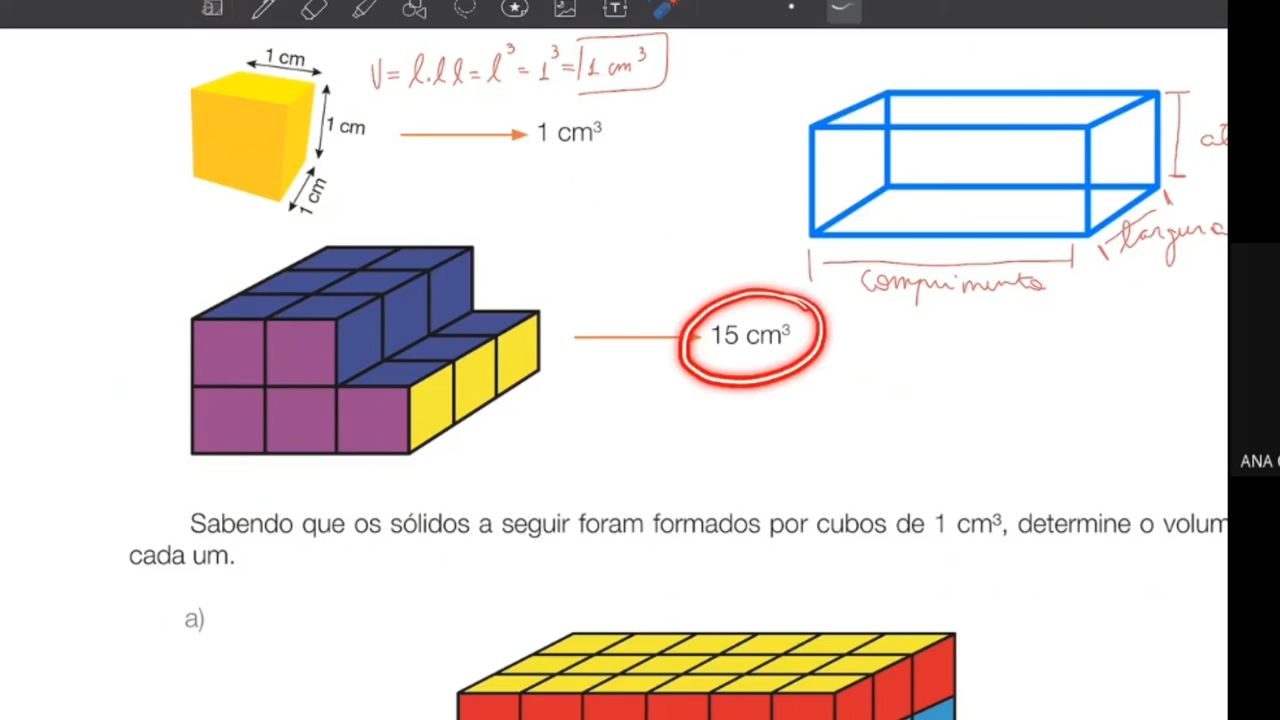 1 cm
V = l.l l = l³ = 1³ = 1 cm³
1 cm
1 cm
1 cm³
largura
comprimento
15 cm³
ANA
Sabendo que os sólidos a seguir foram formados por cubos de 1 cm³, determine o volum
cada um.
a)